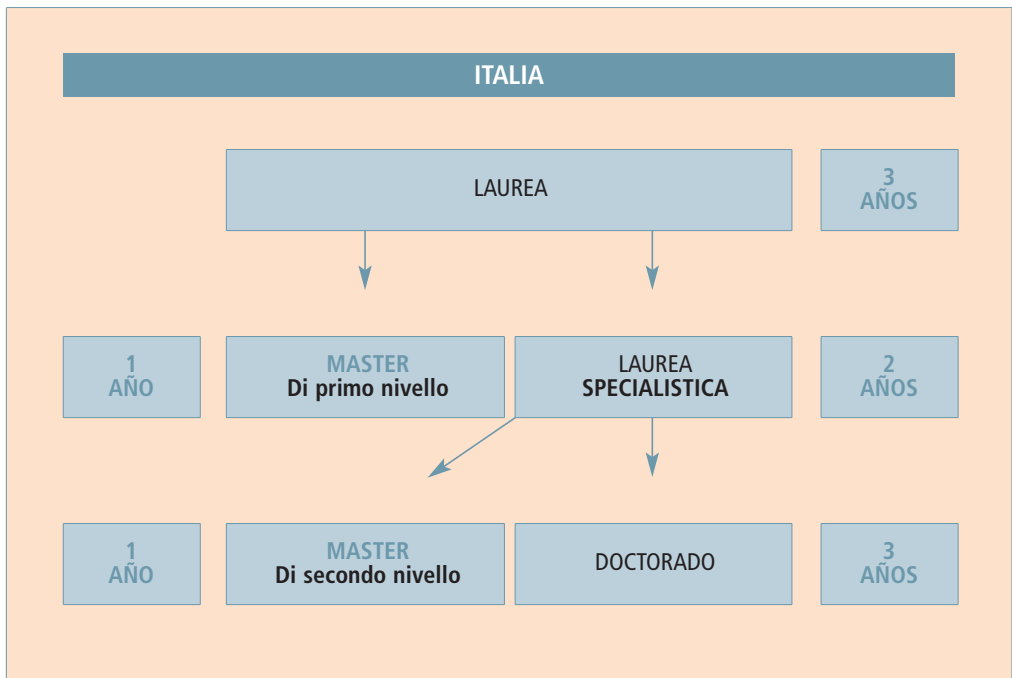 ITALIA
LAUREA
3
AÑOS
1
AÑO
MASTER
Di primo nivello
LAUREA
SPECIALISTICA
2
AÑOS
1
AÑO
MASTER
Di secondo nivello
DOCTORADO
3
AÑOS